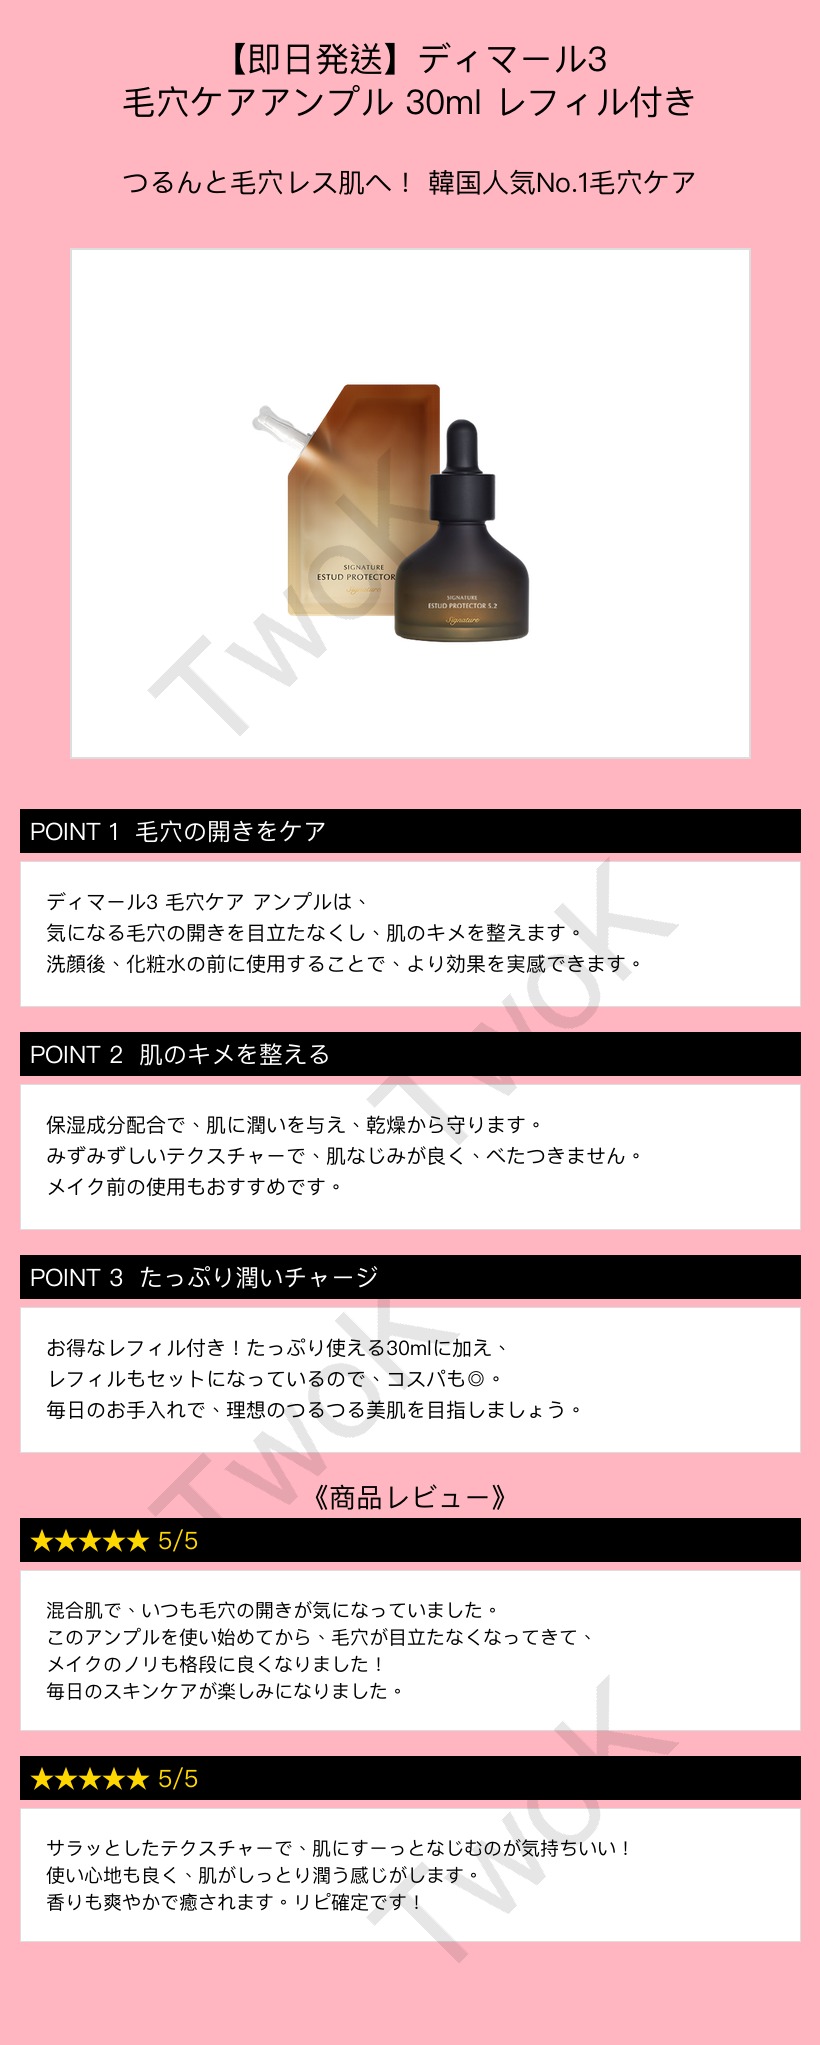 【即日発送】ディマール3
毛穴ケアアンプル 30ml レフィル付き
つるんと毛穴レス肌へ！ 韓国人気No.1毛穴ケア
SIGNATURE
ESTUD PROTECTOR
Signature
SIGNATURE
ESTUD PROTECTOR S.2
Signature
TwoK
POINT 1 毛穴の開きをケア
ディマール3 毛穴ケア アンプルは、
気になる毛穴の開きを目立たなくし、肌のキメを整えます。
洗顔後、化粧水の前に使用することで、より効果を実感できます。
TwoK
POINT 2 肌のキメを整える
保湿成分配合で、肌に潤いを与え、乾燥から守ります。
みずみずしいテクスチャーで、肌なじみが良く、べたつきません。
メイク前の使用もおすすめです。
POINT 3 たっぷり潤いチャージ
お得なレフィル付き！たっぷり使える30mlに加え、
レフィルもセットになっているので、コスパも◎。
毎日のお手入れで、理想のつるつる美肌を目指しましょう。
TwoK
《商品レビュー》
★★★★★ 5/5
混合肌で、いつも毛穴の開きが気になっていました。
このアンプルを使い始めてから、毛穴が目立たなくなってきて、
メイクのノリも格段に良くなりました！
毎日のスキンケアが楽しみになりました。
★★★★★ 5/5
サラッとしたテクスチャーで、肌にすーっとなじむのが気持ちいい！
使い心地も良く、肌がしっとり潤う感じがします。
香りも爽やかで癒されます。リピ確定です！
TwoK